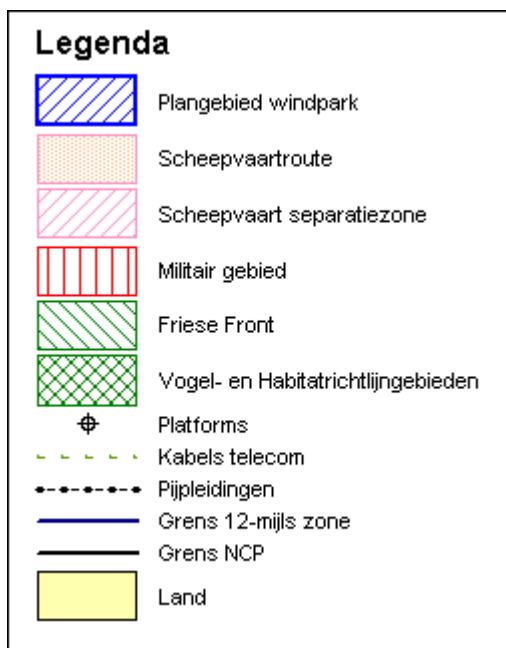 Legenda
Plangebied windpark
Scheepvaartroute
Scheepvaart separatiezone
Militair gebied
Friese Front
Vogel- en Habitatrichtlijngebieden
Platforms
Kabels telecom
Pijpleidingen
Grens 12-mijls zone
Grens NCP
Land